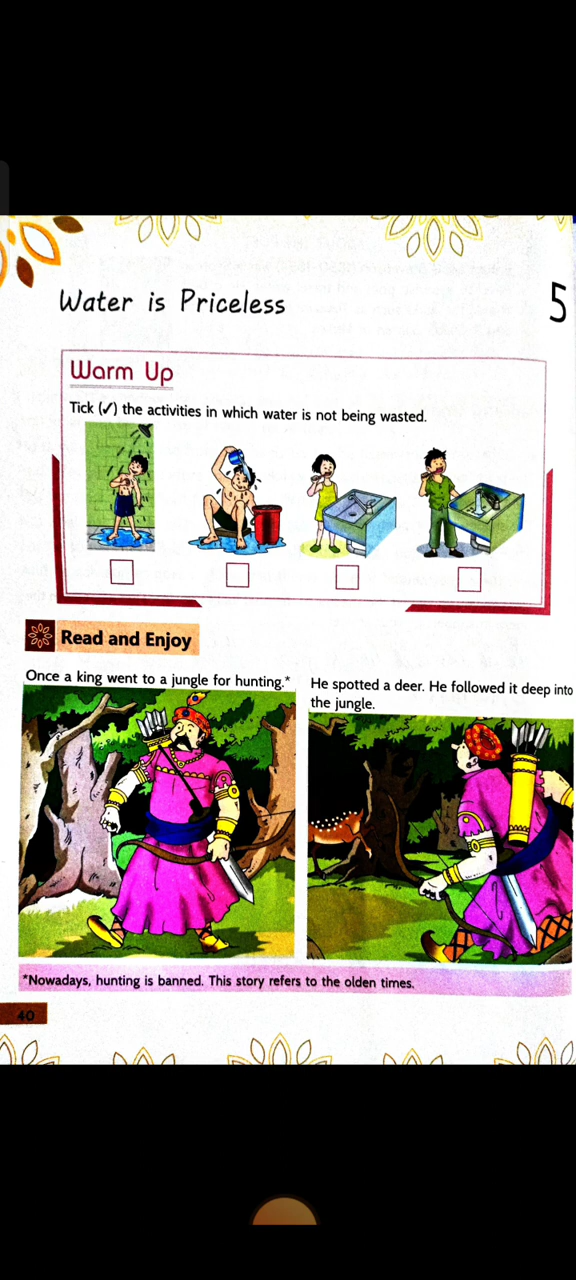 Water is Priceless
5
Warm Up
Tick (✓) the activities in which water is not being wasted.
Read and Enjoy
Once a king went to a jungle for hunting.*
He spotted a deer. He followed it deep into
the jungle.
*Nowadays, hunting is banned. This story refers to the olden times.
40